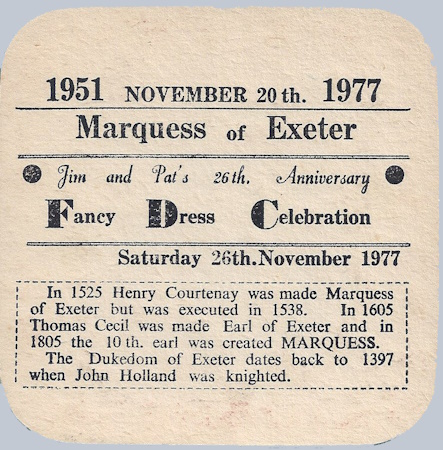 1951 NOVEMBER 20th. 1977
Marquess of Exeter
Jim and Pat's 26th. Anniversary
Fancy Dress Celebration
Saturday 26th.November 1977
In 1525 Henry Courtenay was made Marquess
of Exeter but was executed in 1538. In 1605
Thomas Cecil was made Earl of Exeter and in
1805 the 10th. earl was created MARQUESS.
The Dukedom of Exeter dates back to 1397
when John Holland was knighted.